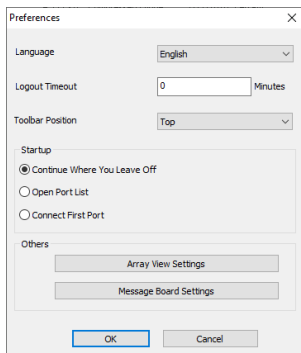 Preferences
Language
English
Logout Timeout
0
Minutes
Toolbar Position
Top
Startup
Continue Where You Leave Off
Open Port List
Connect First Port
Others
Array View Settings
Message Board Settings
OK
Cancel